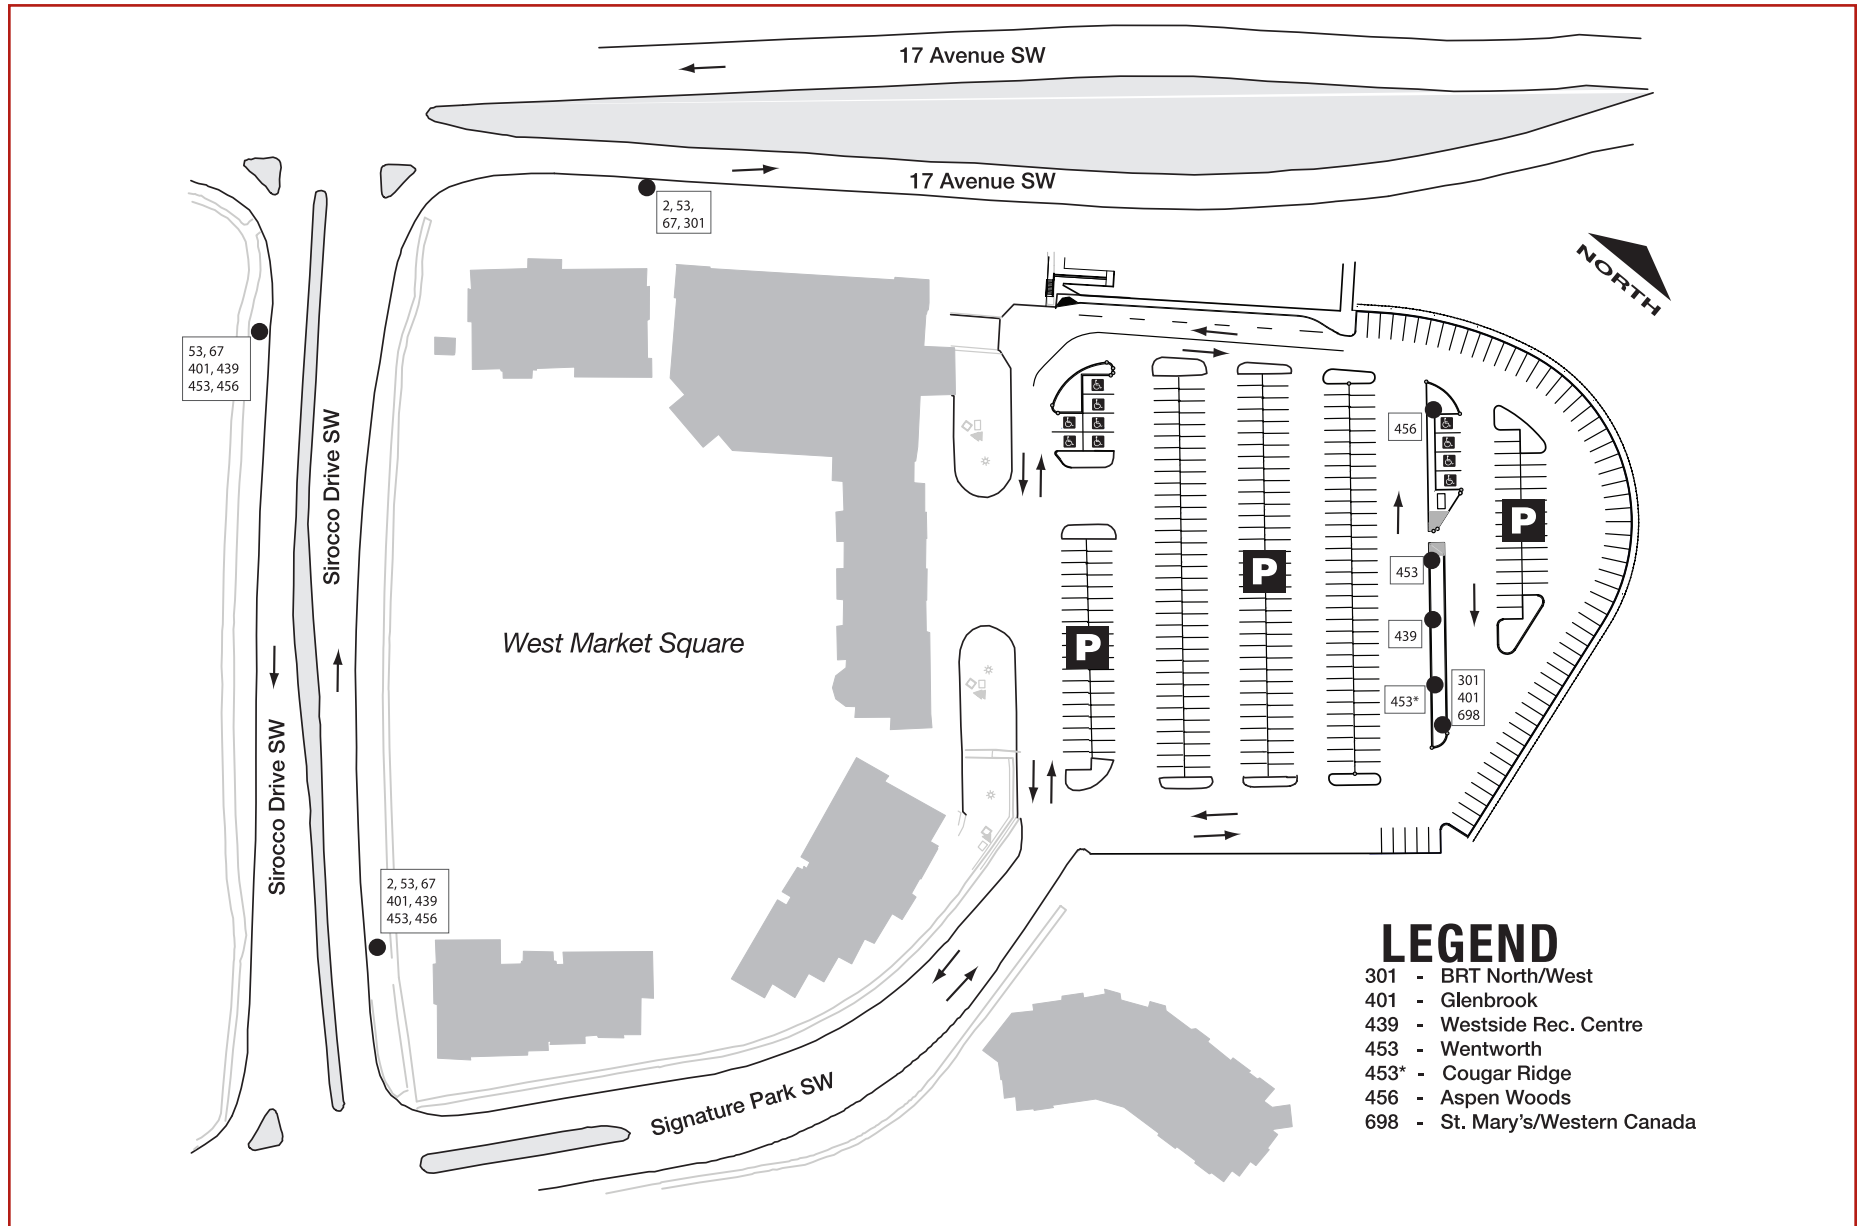 17 Avenue SW
17 Avenue SW
2, 53,
67, 301
NORTH
53, 67
401, 439
453, 456
Sirocco Drive SW
456
P
453
P
439
West Market Square
P
301
401
698
453*
Sirocco Drive SW
2, 53, 67
401, 439
453, 456
Signature Park SW
LEGEND
301 - BRT North/West
401 - Glenbrook
439 - Westside Rec. Centre
453 - Wentworth
453* - Cougar Ridge
456 - Aspen Woods
698 - St. Mary's/Western Canada